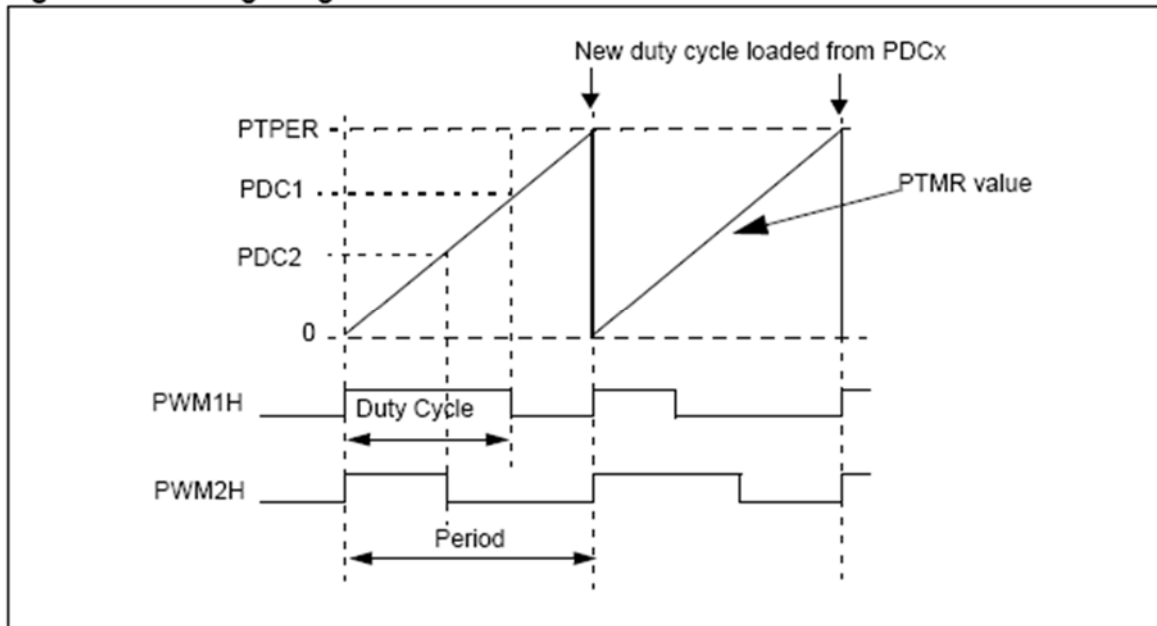 New duty cycle loaded from PDCx
PTPER
PDC1
PTMR value
PDC2
0
PWM1H
Duty Cycle
PWM2H
Period